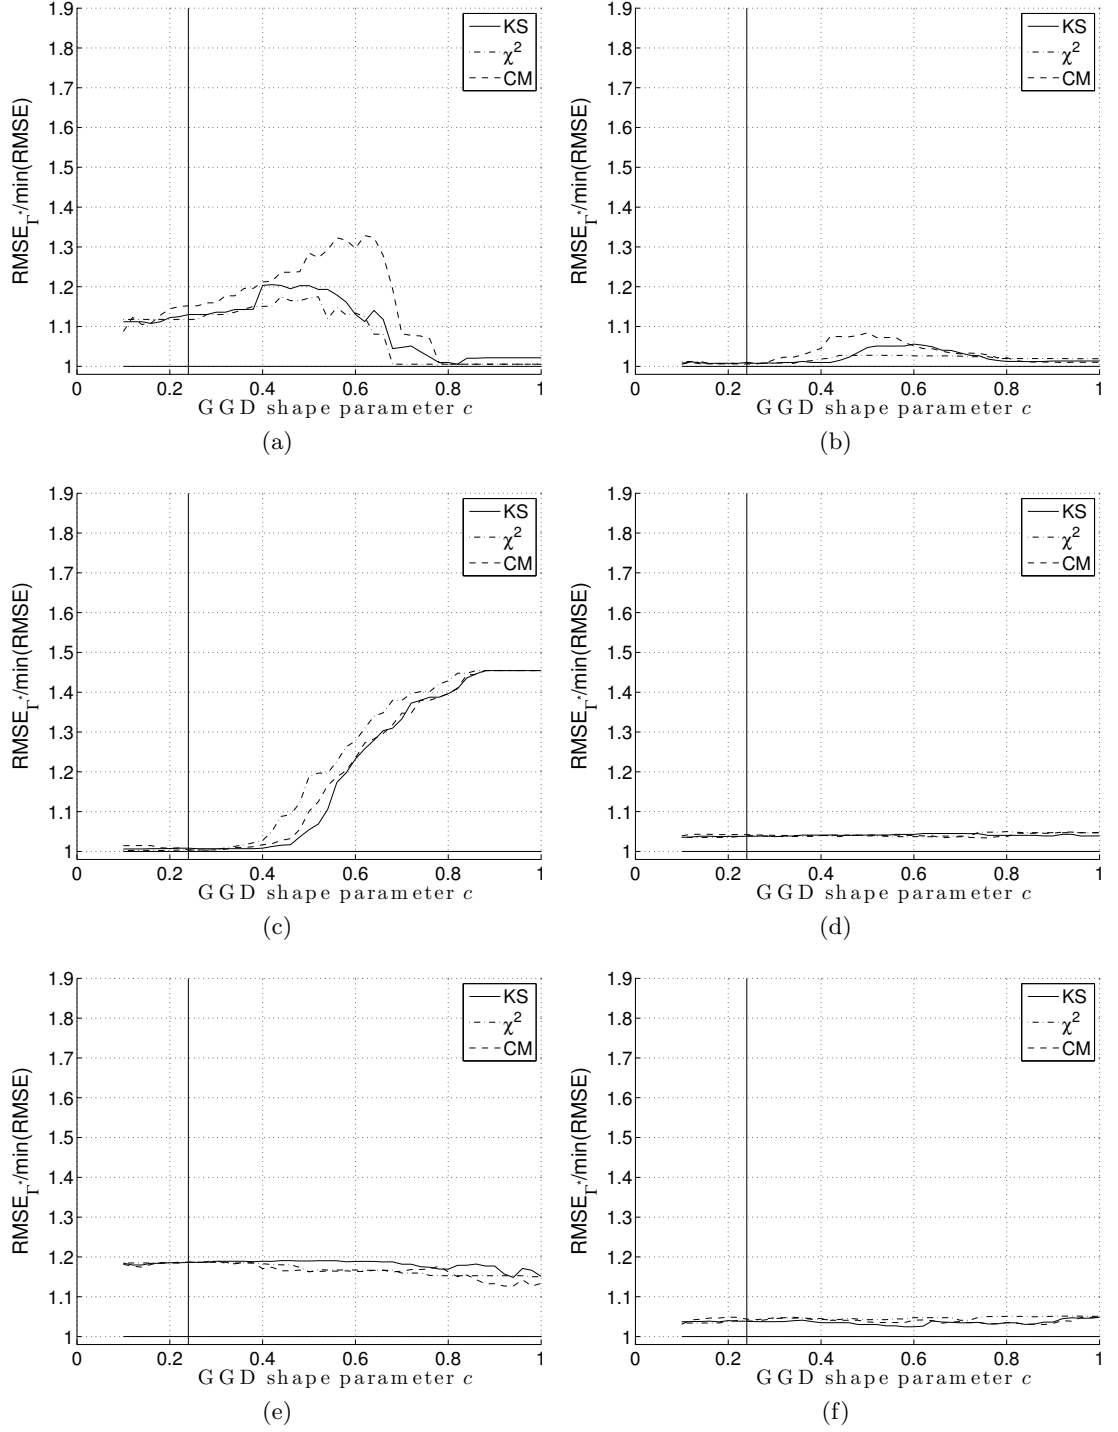 1.9
1.8
1.7
1.6
1.5
1.4
1.3
1.2
1.1
1
0 0.2 0.4 0.6 0.8 1
RMSE_Γ*/min(RMSE)
GGD shape parameter c
KS
χ²
CM
(a)
1.9
1.8
1.7
1.6
1.5
1.4
1.3
1.2
1.1
1
0 0.2 0.4 0.6 0.8 1
RMSE_Γ*/min(RMSE)
GGD shape parameter c
KS
χ²
CM
(b)
1.9
1.8
1.7
1.6
1.5
1.4
1.3
1.2
1.1
1
0 0.2 0.4 0.6 0.8 1
RMSE_Γ*/min(RMSE)
GGD shape parameter c
KS
χ²
CM
(c)
1.9
1.8
1.7
1.6
1.5
1.4
1.3
1.2
1.1
1
0 0.2 0.4 0.6 0.8 1
RMSE_Γ*/min(RMSE)
GGD shape parameter c
KS
χ²
CM
(d)
1.9
1.8
1.7
1.6
1.5
1.4
1.3
1.2
1.1
1
0 0.2 0.4 0.6 0.8 1
RMSE_Γ*/min(RMSE)
GGD shape parameter c
KS
χ²
CM
(e)
1.9
1.8
1.7
1.6
1.5
1.4
1.3
1.2
1.1
1
0 0.2 0.4 0.6 0.8 1
RMSE_Γ*/min(RMSE)
GGD shape parameter c
KS
χ²
CM
(f)